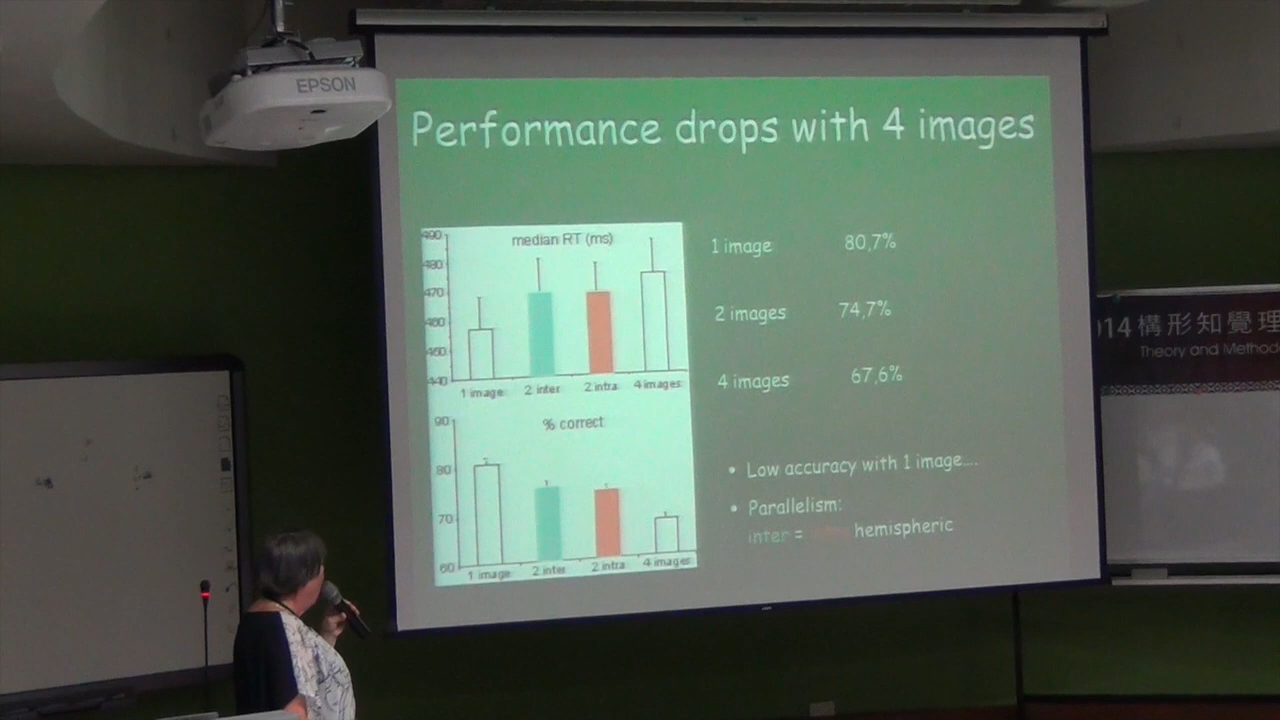 EPSON
Performance drops with 4 images
median RT (ms)
490
480
470
460
450
440
1 image
2 inter
2 intra
4 images
% correct
90
80
70
60
1 image
2 inter
2 intra
4 images
1 image 80,7%
2 images 74,7%
4 images 67,6%
• Low accuracy with 1 image....
• Parallelism:
inter = intra hemispheric
014 構形知覺理
Theory and Method